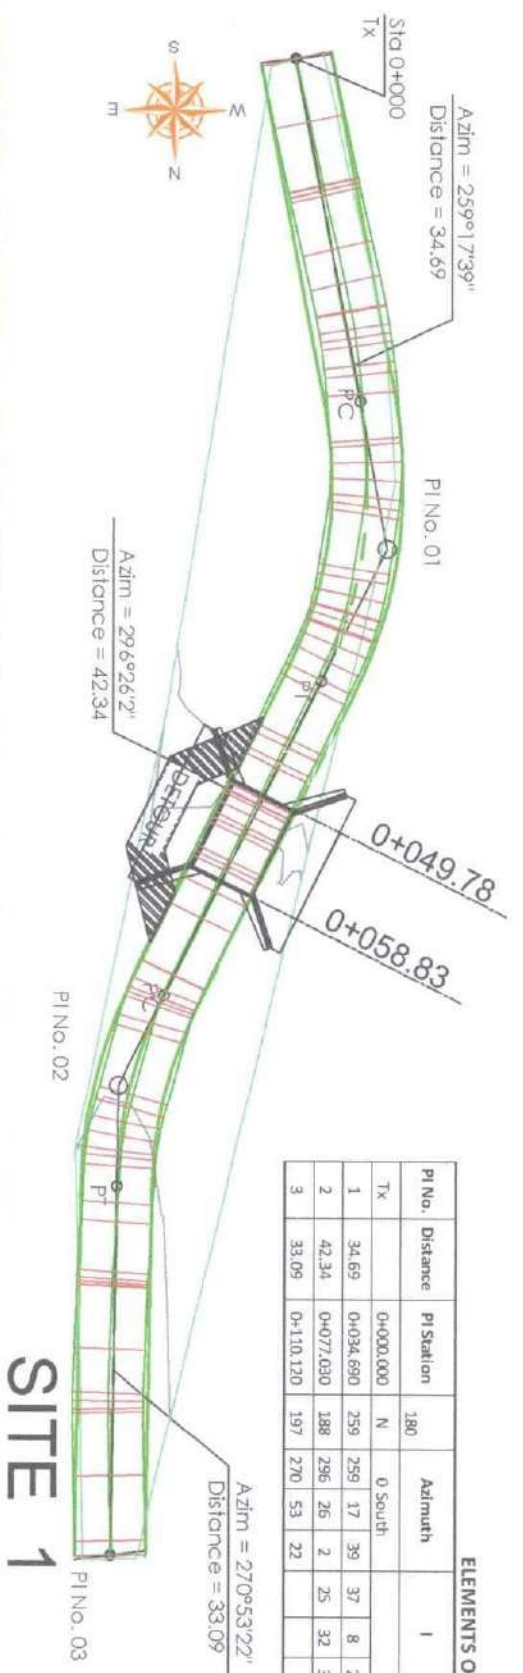 Sta 0+000
Tx
Azim = 259°17'39"
Distance = 34.69
S
W
E
N
PC
PI No. 01
Azim = 296°26'2"
Distance = 42.34
DETOUR
0+049.78
0+058.83
PC
PI No. 02
PT
Azim = 270°53'22"
Distance = 33.09
PI No. 03
SITE 1
ELEMENTS O
PI No. Distance PI Station Azimuth I
180
Tx 0+000.000 N 0 South
1 34.69 0+034.690 259 259 17 39 37 8
2 42.34 0+077.030 188 296 26 2 25 32
3 33.09 0+110.120 197 270 53 22